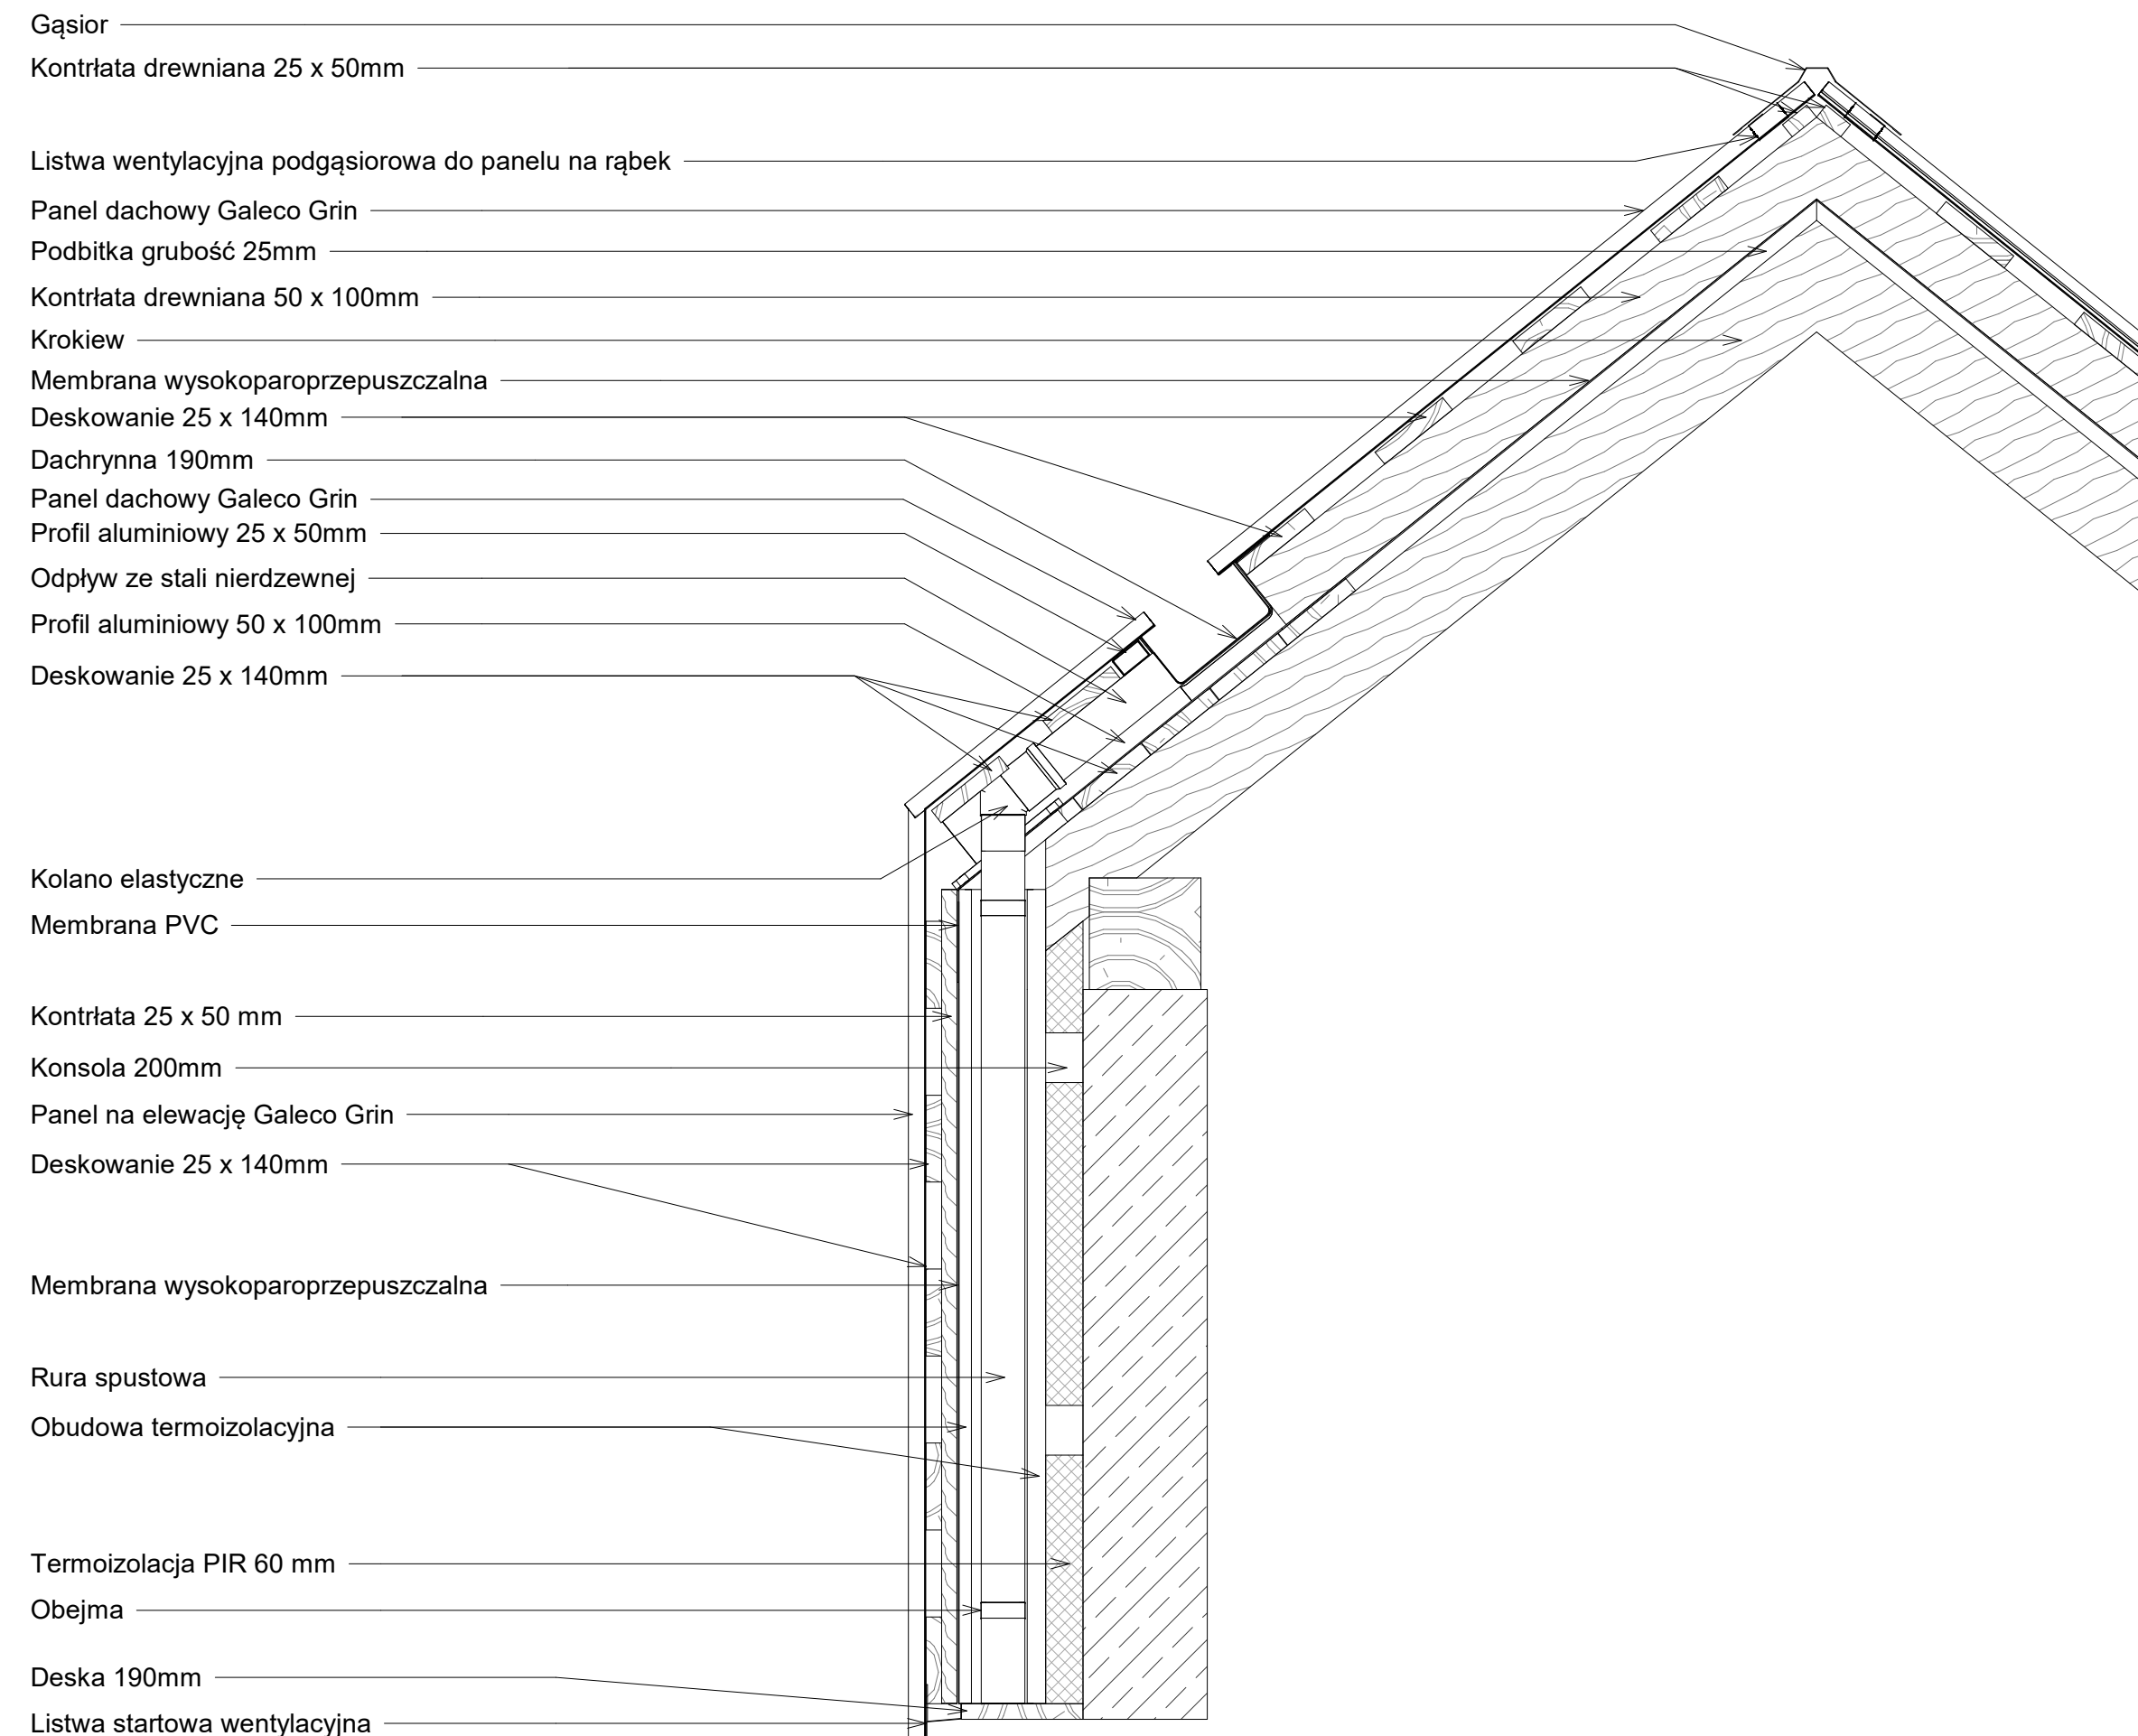 Gąsior
Kontrłata drewniana 25 x 50mm
Listwa wentylacyjna podgąsiorowa do panelu na rąbek
Panel dachowy Galeco Grin
Podbitka grubość 25mm
Kontrłata drewniana 50 x 100mm
Krokiew
Membrana wysokoparoprzepuszczalna
Deskowanie 25 x 140mm
Dachrynna 190mm
Panel dachowy Galeco Grin
Profil aluminiowy 25 x 50mm
Odpływ ze stali nierdzewnej
Profil aluminiowy 50 x 100mm
Deskowanie 25 x 140mm
Kolano elastyczne
Membrana PVC
Kontrłata 25 x 50 mm
Konsola 200mm
Panel na elewację Galeco Grin
Deskowanie 25 x 140mm
Membrana wysokoparoprzepuszczalna
Rura spustowa
Obudowa termoizolacyjna
Termoizolacja PIR 60 mm
Obejma
Deska 190mm
Listwa startowa wentylacyjna